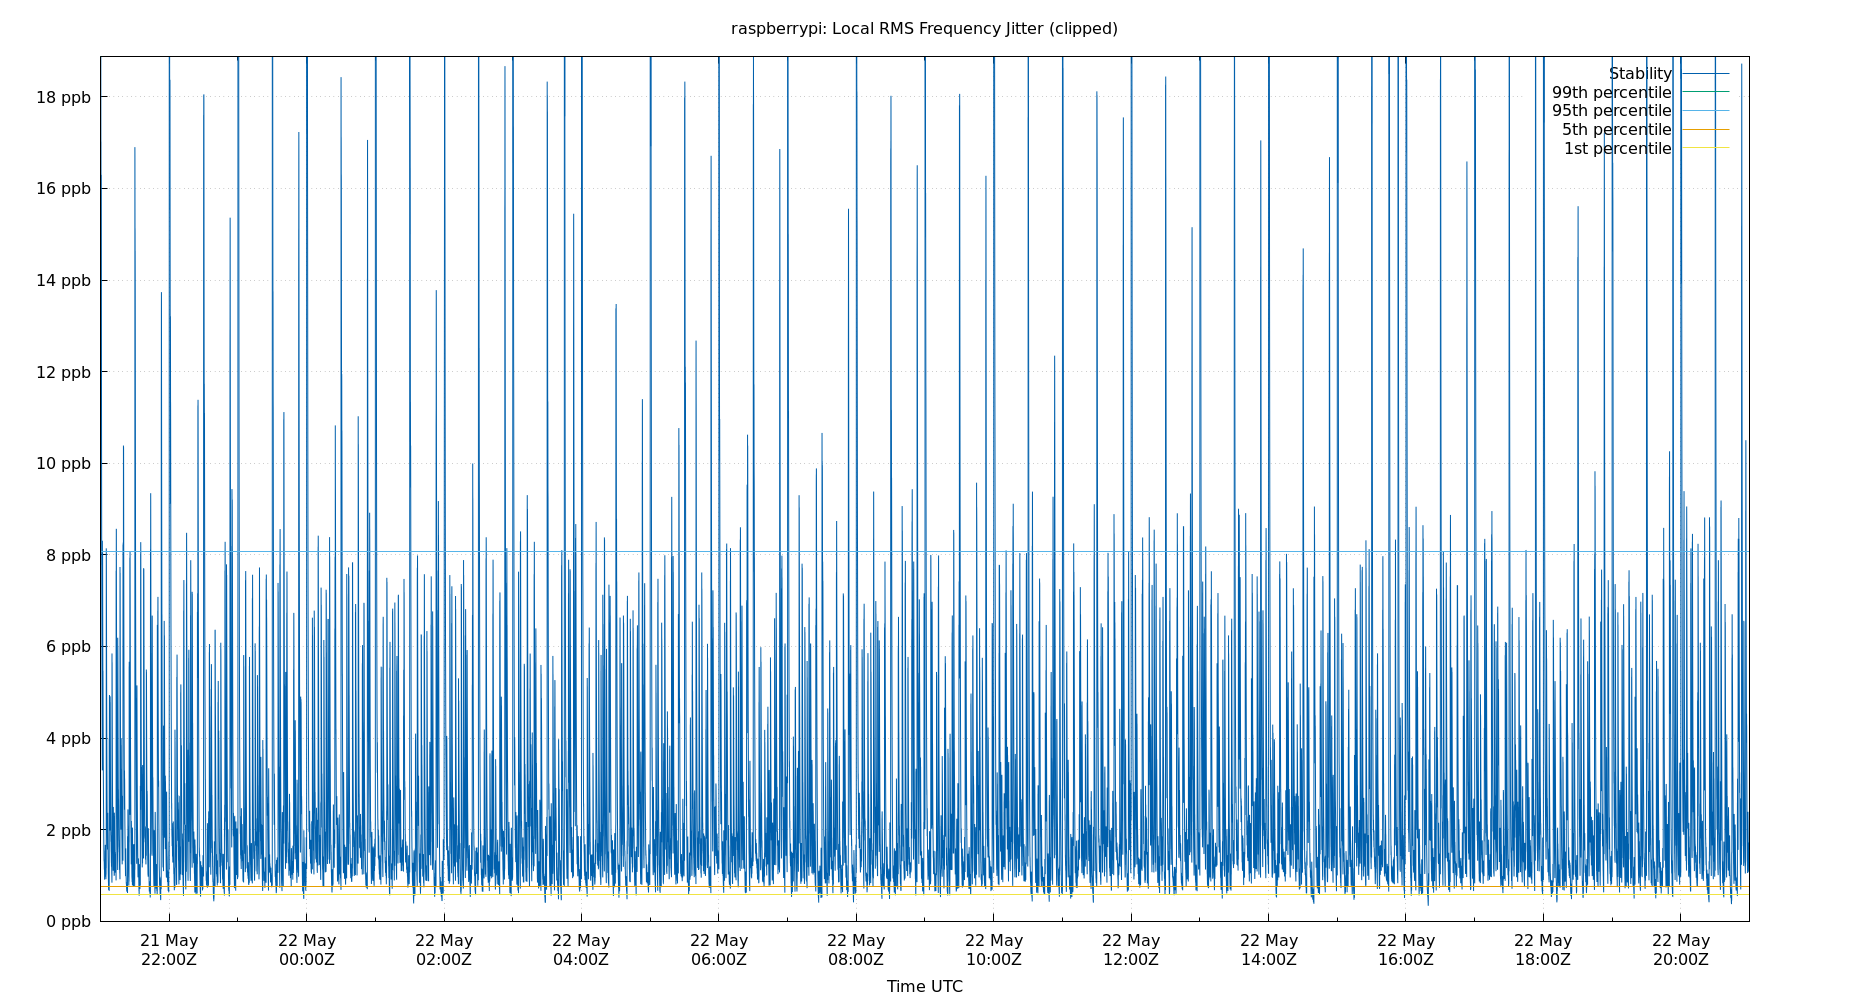 raspberrypi: Local RMS Frequency Jitter (clipped)
Stability
99th percentile
95th percentile
5th percentile
1st percentile
18 ppb
16 ppb
14 ppb
12 ppb
10 ppb
8 ppb
6 ppb
4 ppb
2 ppb
0 ppb
21 May 22 May 22 May 22 May 22 May 22 May 22 May 22 May 22 May 22 May 22 May 22 May
22:00Z 00:00Z 02:00Z 04:00Z 06:00Z 08:00Z 10:00Z 12:00Z 14:00Z 16:00Z 18:00Z 20:00Z
Time UTC